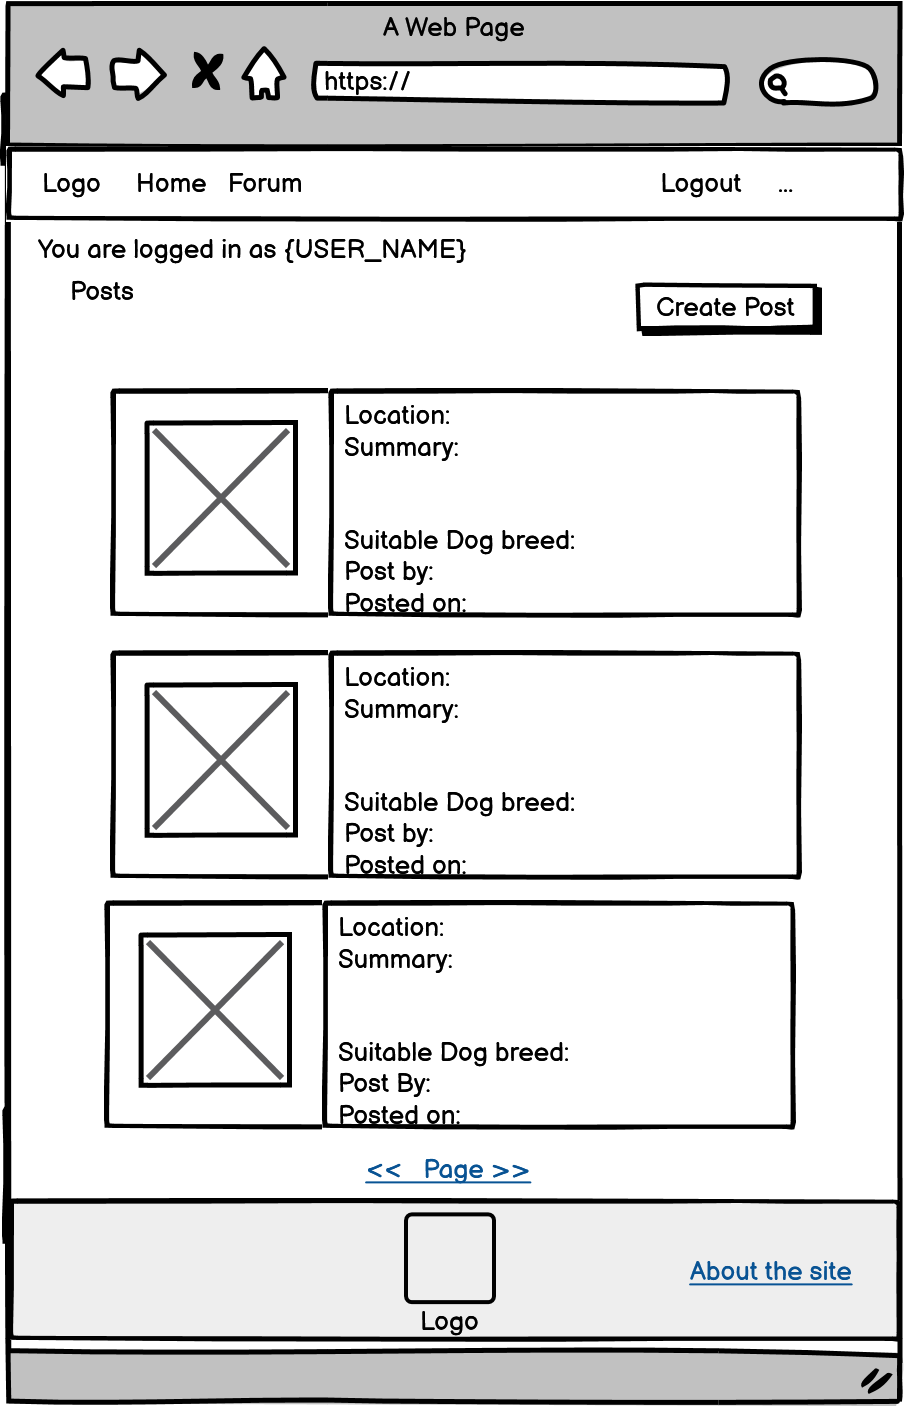 A Web Page
https://
Logo Home Forum Logout ...
You are logged in as {USER_NAME}
Posts
Create Post
Location:
Summary:
Suitable Dog breed:
Post by:
Posted on:
Location:
Summary:
Suitable Dog breed:
Post by:
Posted on:
Location:
Summary:
Suitable Dog breed:
Post By:
Posted on:
<< Page >>
About the site
Logo